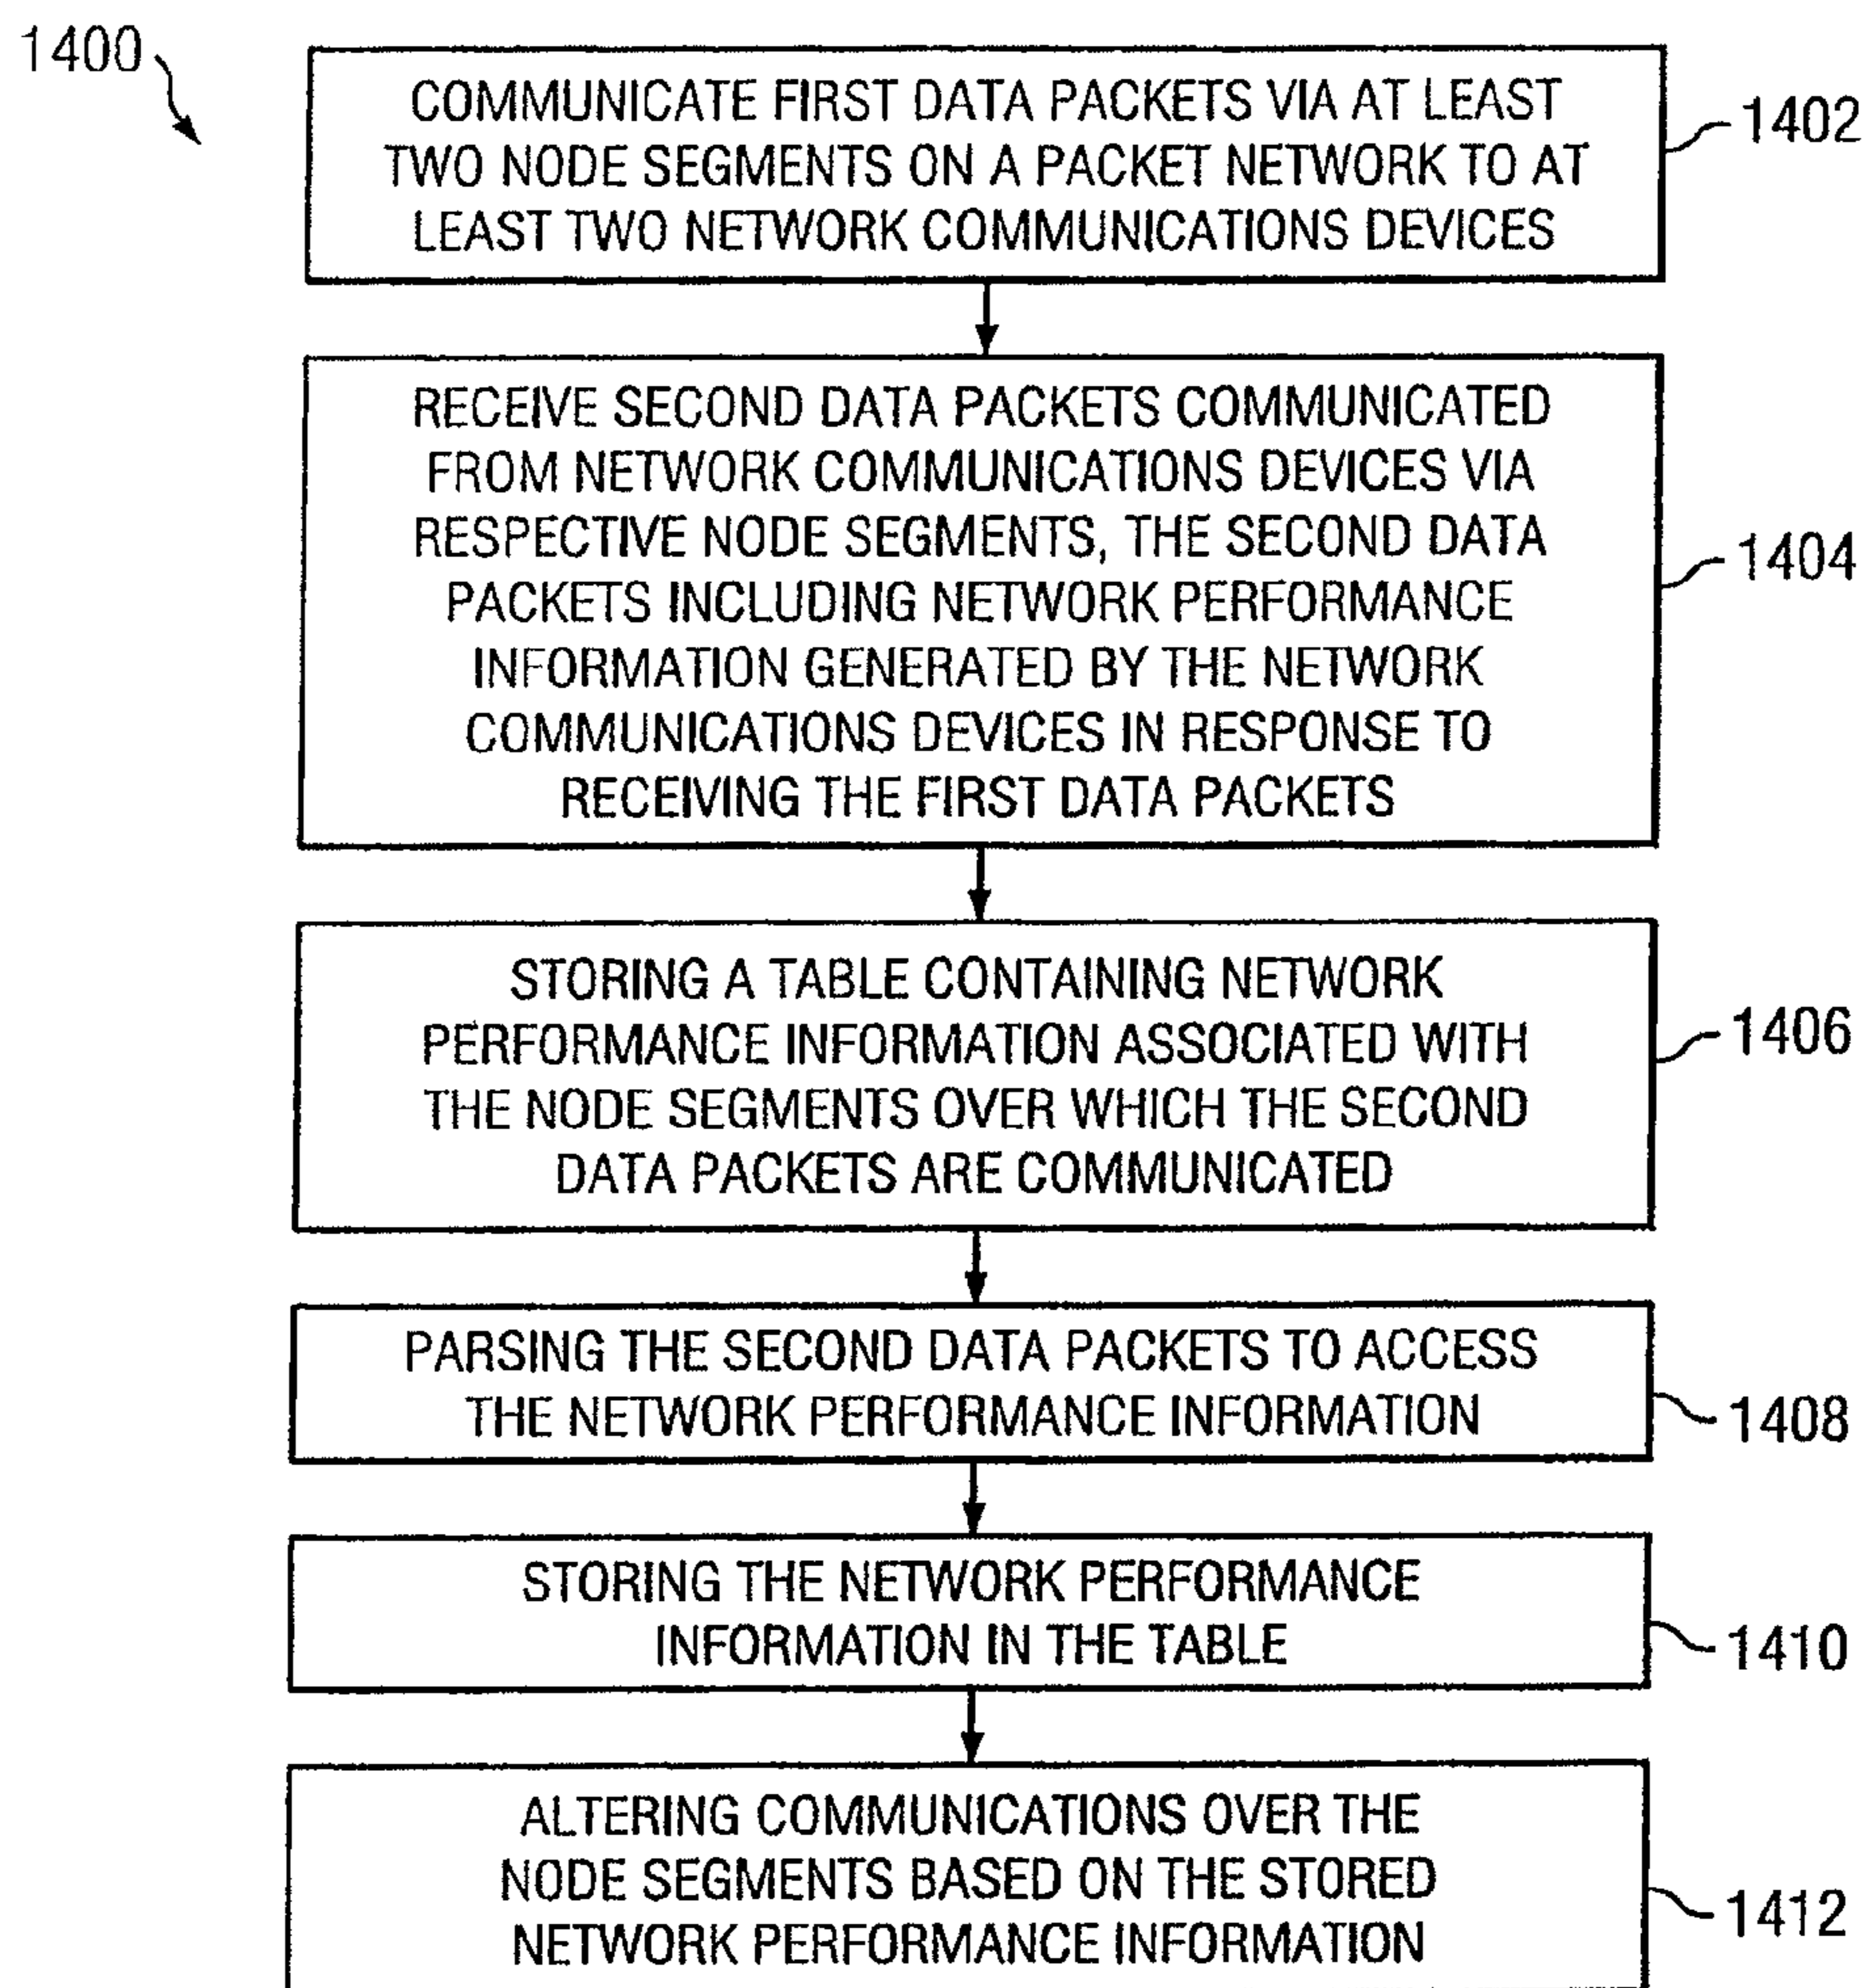 1400
COMMUNICATE FIRST DATA PACKETS VIA AT LEAST
TWO NODE SEGMENTS ON A PACKET NETWORK TO AT
LEAST TWO NETWORK COMMUNICATIONS DEVICES
1402
RECEIVE SECOND DATA PACKETS COMMUNICATED
FROM NETWORK COMMUNICATIONS DEVICES VIA
RESPECTIVE NODE SEGMENTS, THE SECOND DATA
PACKETS INCLUDING NETWORK PERFORMANCE
INFORMATION GENERATED BY THE NETWORK
COMMUNICATIONS DEVICES IN RESPONSE TO
RECEIVING THE FIRST DATA PACKETS
1404
STORING A TABLE CONTAINING NETWORK
PERFORMANCE INFORMATION ASSOCIATED WITH
THE NODE SEGMENTS OVER WHICH THE SECOND
DATA PACKETS ARE COMMUNICATED
1406
PARSING THE SECOND DATA PACKETS TO ACCESS
THE NETWORK PERFORMANCE INFORMATION
1408
STORING THE NETWORK PERFORMANCE
INFORMATION IN THE TABLE
1410
ALTERING COMMUNICATIONS OVER THE
NODE SEGMENTS BASED ON THE STORED
NETWORK PERFORMANCE INFORMATION
1412